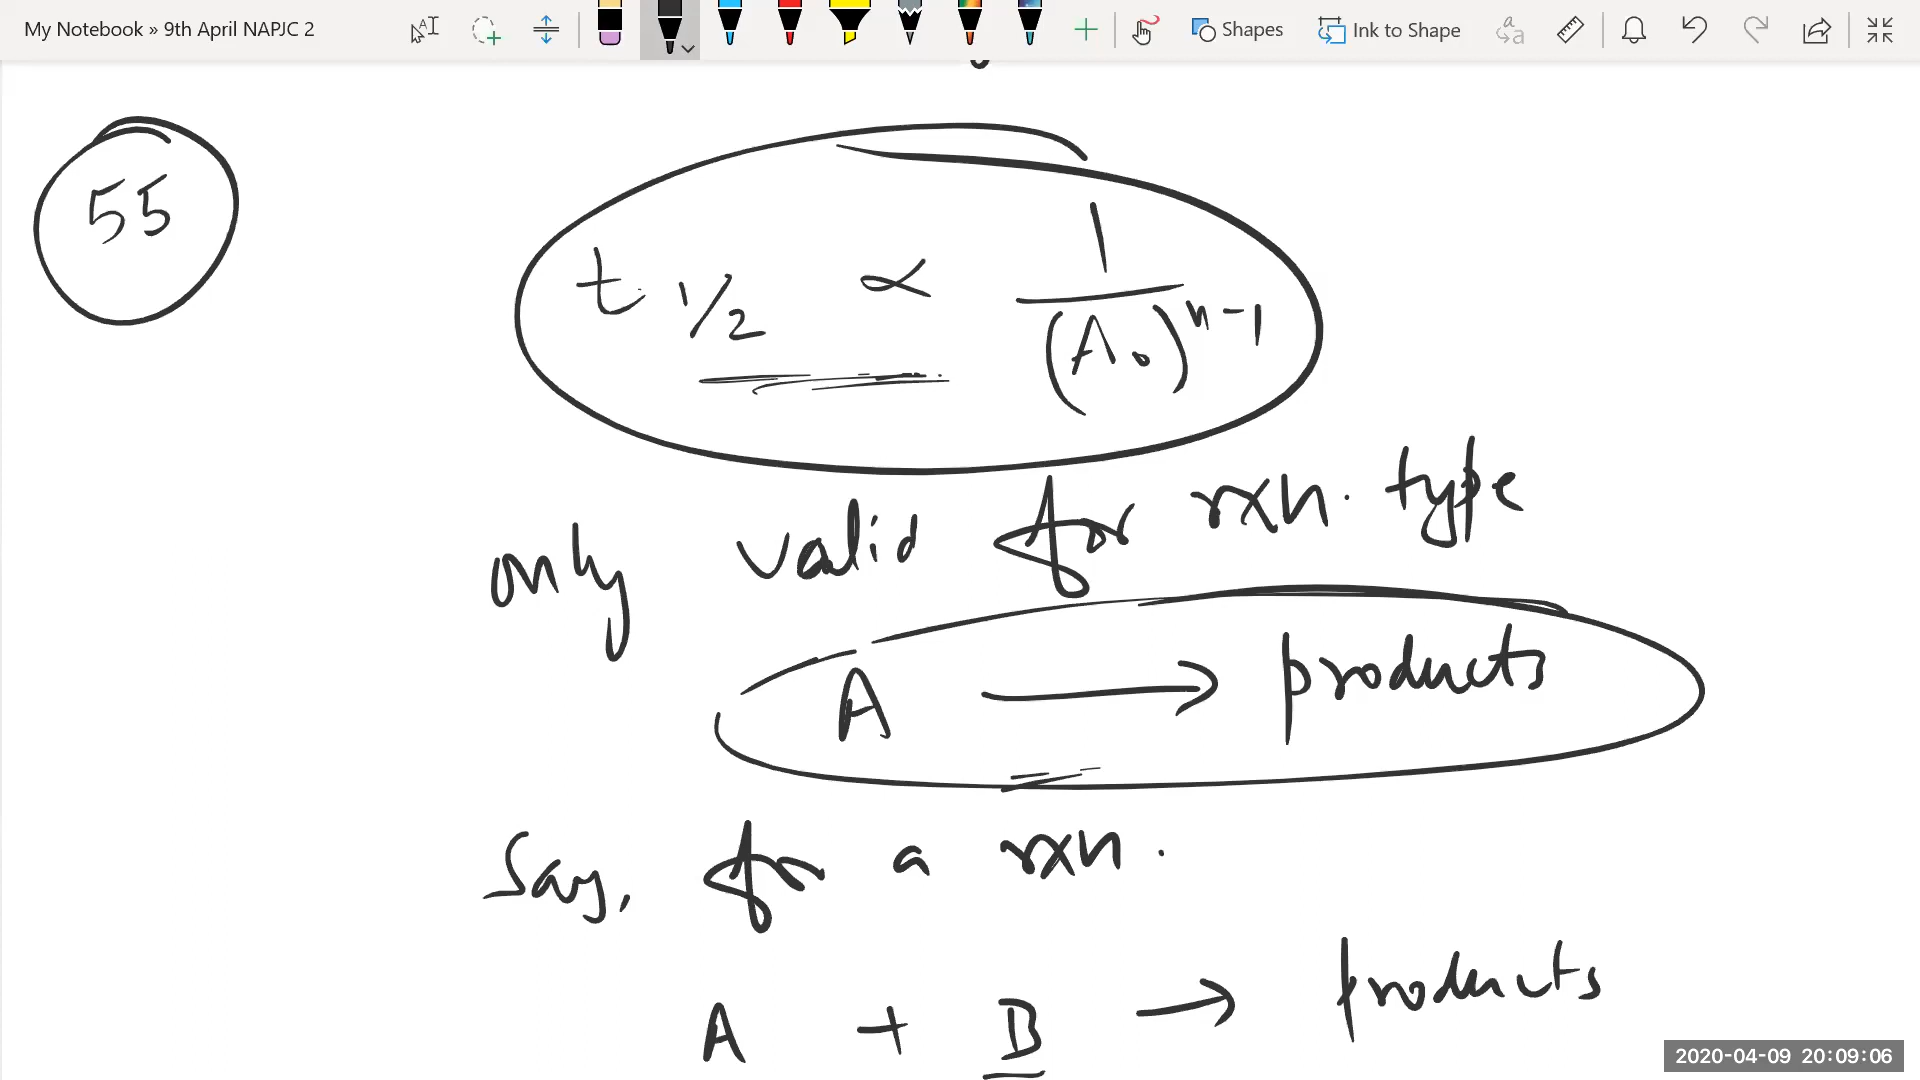 My Notebook » 9th April NAPJC 2
Shapes
Ink to Shape
55
t 1/2 ∝ 1/(A₀)ⁿ⁻¹
only valid for rxn. type
A → products
Say, for a rxn.
A + B → products
2020-04-09 20:09:06